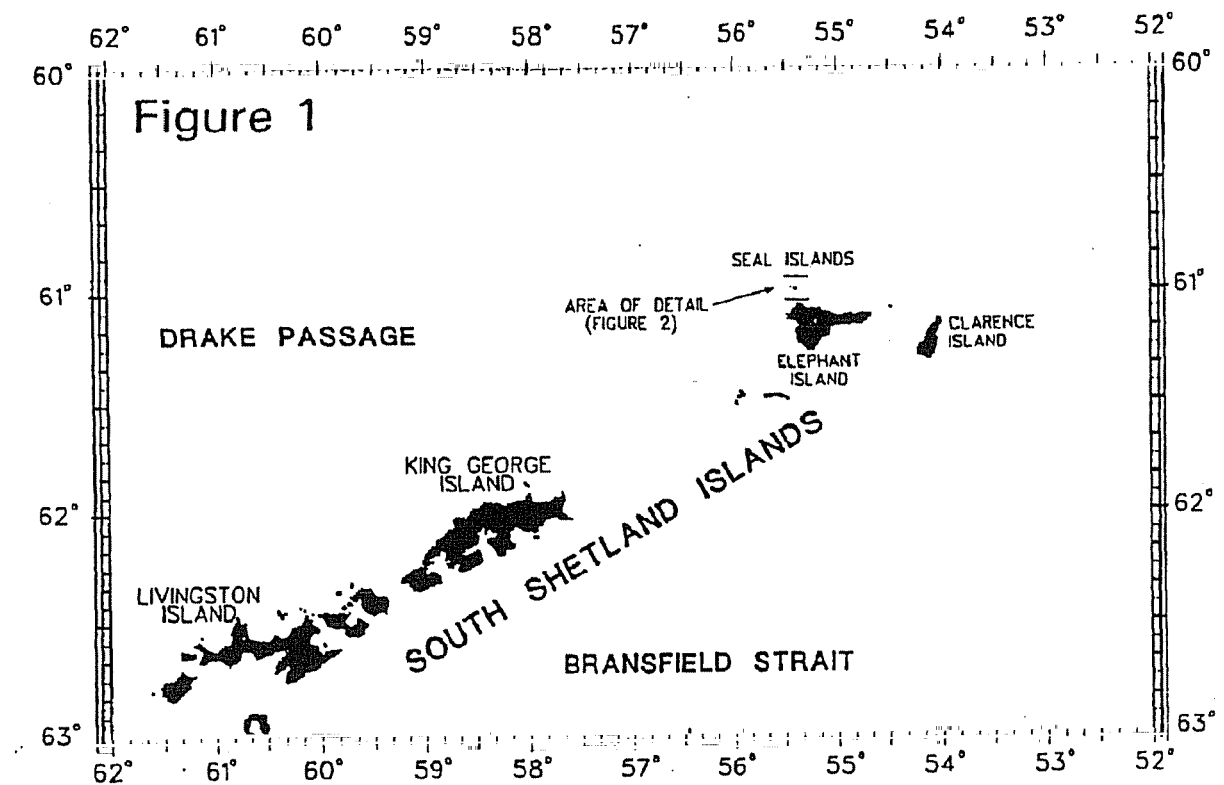 62° 61° 60° 59° 58° 57° 56° 55° 54° 53° 52°
60° 60°
Figure 1
SEAL ISLANDS
61° 61°
AREA OF DETAIL
(FIGURE 2)
DRAKE PASSAGE
CLARENCE
ISLAND
ELEPHANT
ISLAND
KING GEORGE
ISLAND
62° 62°
SOUTH SHETLAND ISLANDS
LIVINGSTON
ISLAND
BRANSFIELD STRAIT
63° 63°
62° 61° 60° 59° 58° 57° 56° 55° 54° 53° 52°